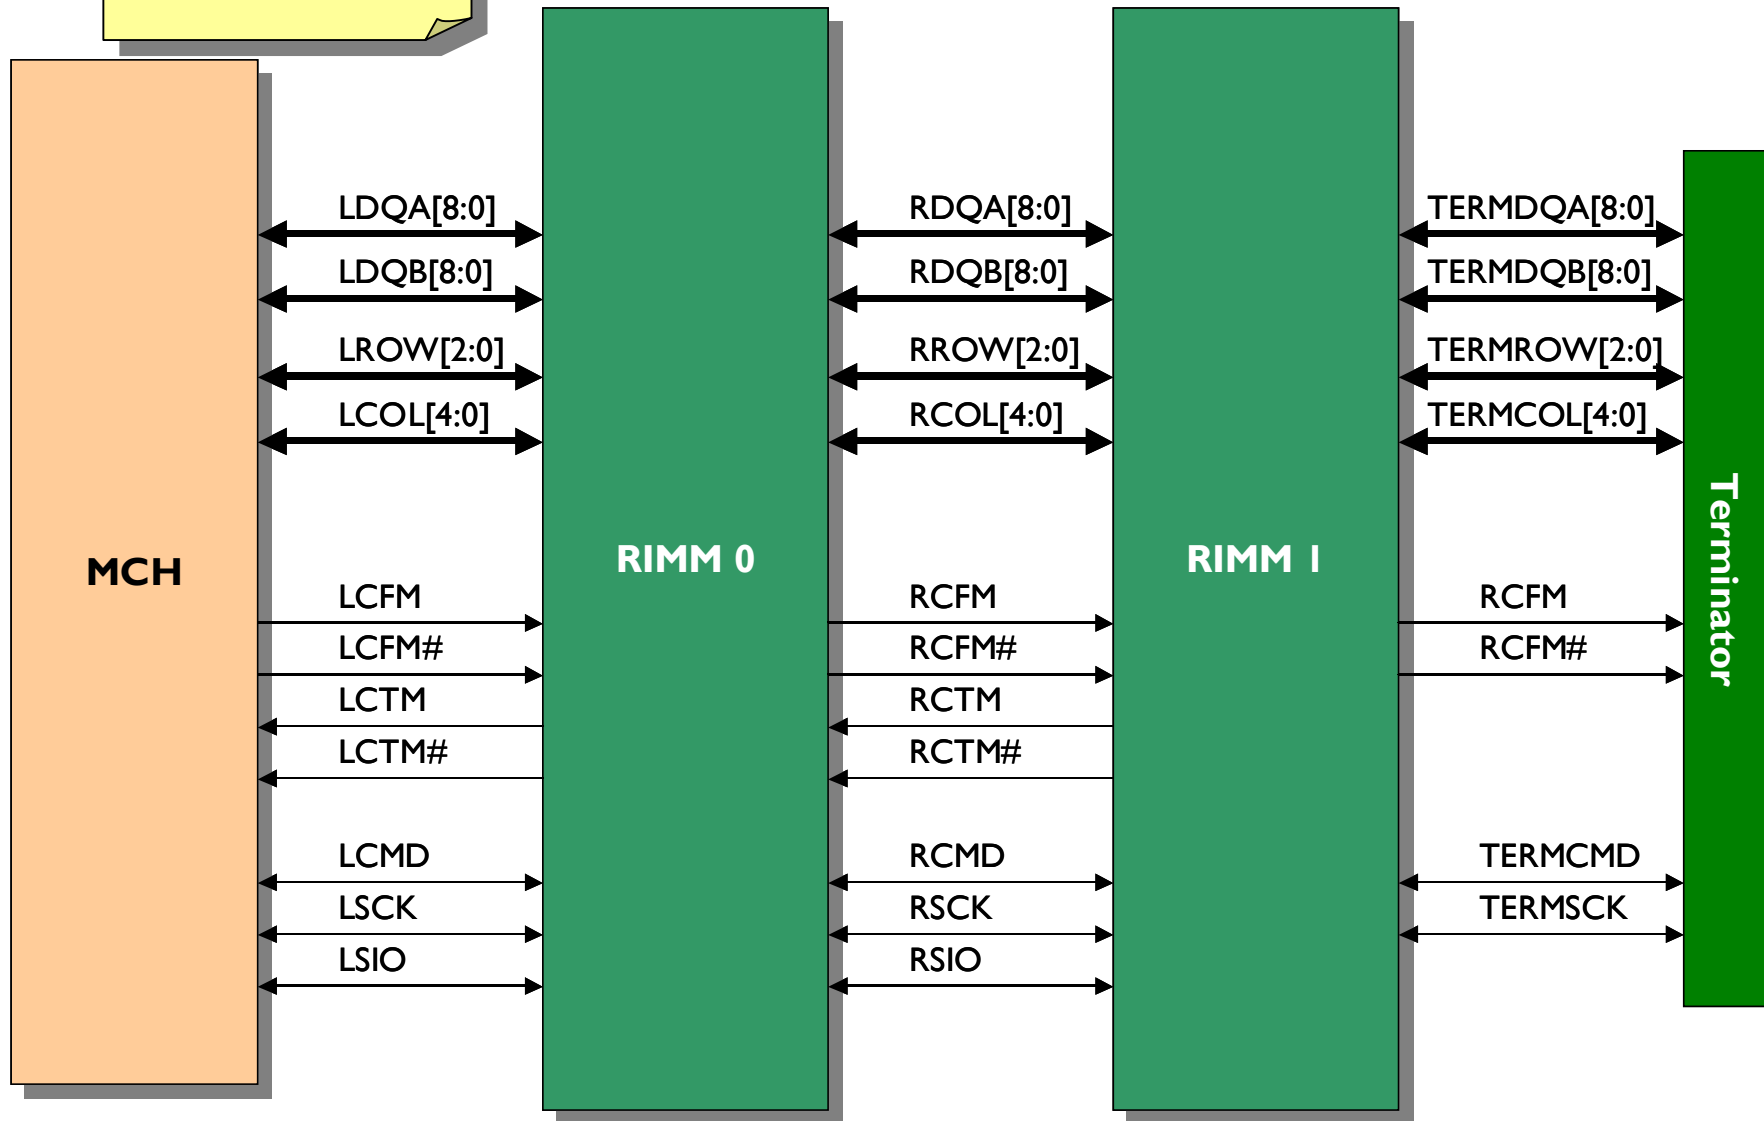 LDQA[8:0] RDQA[8:0] TERMDQA[8:0]
LDQB[8:0] RDQB[8:0] TERMDQB[8:0]
LROW[2:0] RROW[2:0] TERMROW[2:0]
LCOL[4:0] RCOL[4:0] TERMCOL[4:0]
MCH
RIMM 0
RIMM 1
Terminator
LCFM RCFM RCFM
LCFM# RCFM# RCFM#
LCTM RCTM
LCTM# RCTM#
LCMD RCMD TERMCMD
LSCK RSCK TERMSCK
LSIO RSIO